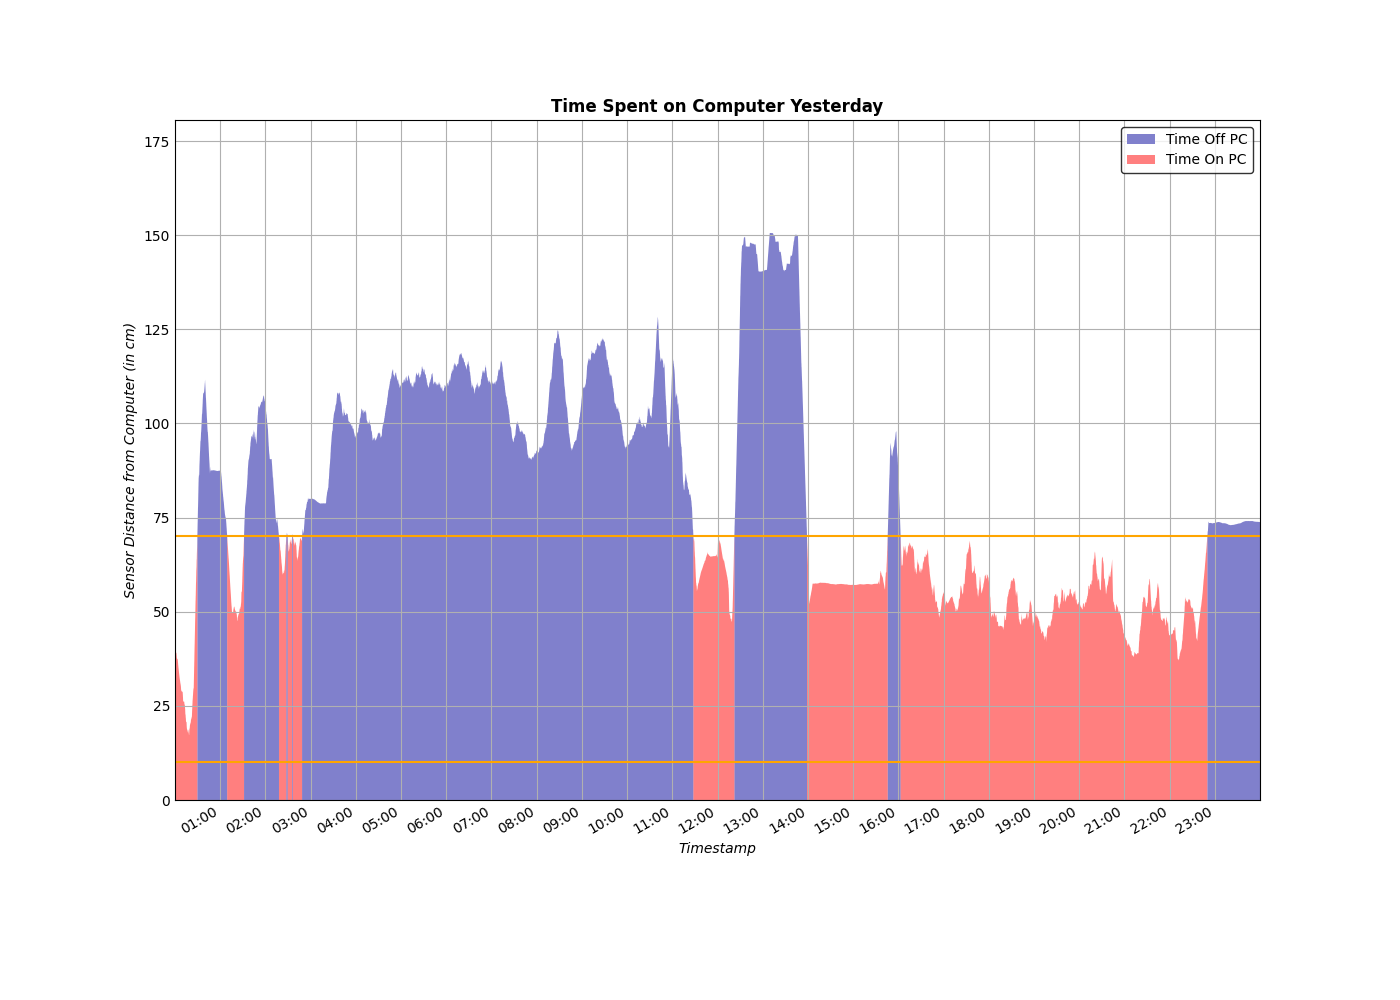 Time Spent on Computer Yesterday
Time Off PC
Time On PC
175
150
125
100
75
50
25
0
Sensor Distance from Computer (in cm)
01:00 02:00 03:00 04:00 05:00 06:00 07:00 08:00 09:00 10:00 11:00 12:00 13:00 14:00 15:00 16:00 17:00 18:00 19:00 20:00 21:00 22:00 23:00
Timestamp